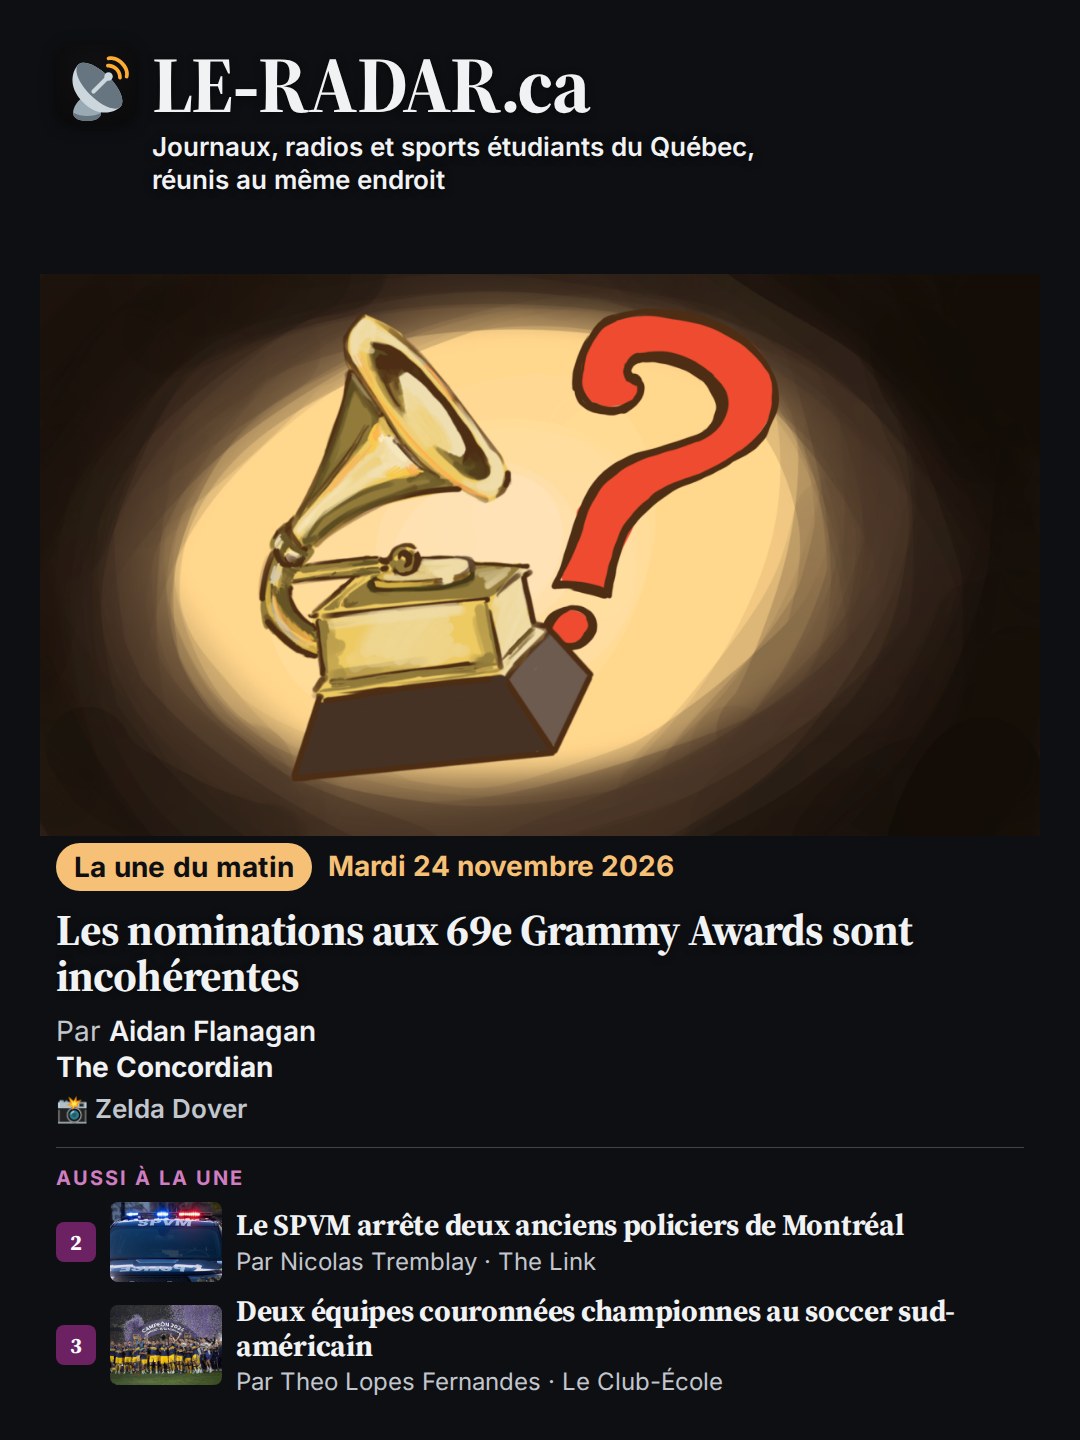 LE-RADAR.ca
Journaux, radios et sports étudiants du Québec,
réunis au même endroit
La une du matin
Mardi 24 novembre 2026
Les nominations aux 69e Grammy Awards sont
incohérentes
Par Aidan Flanagan
The Concordian
Zelda Dover
AUSSI À LA UNE
2
SPVM
Le SPVM arrête deux anciens policiers de Montréal
Par Nicolas Tremblay · The Link
3
Deux équipes couronnées championnes au soccer sud-
américain
Par Theo Lopes Fernandes · Le Club-École